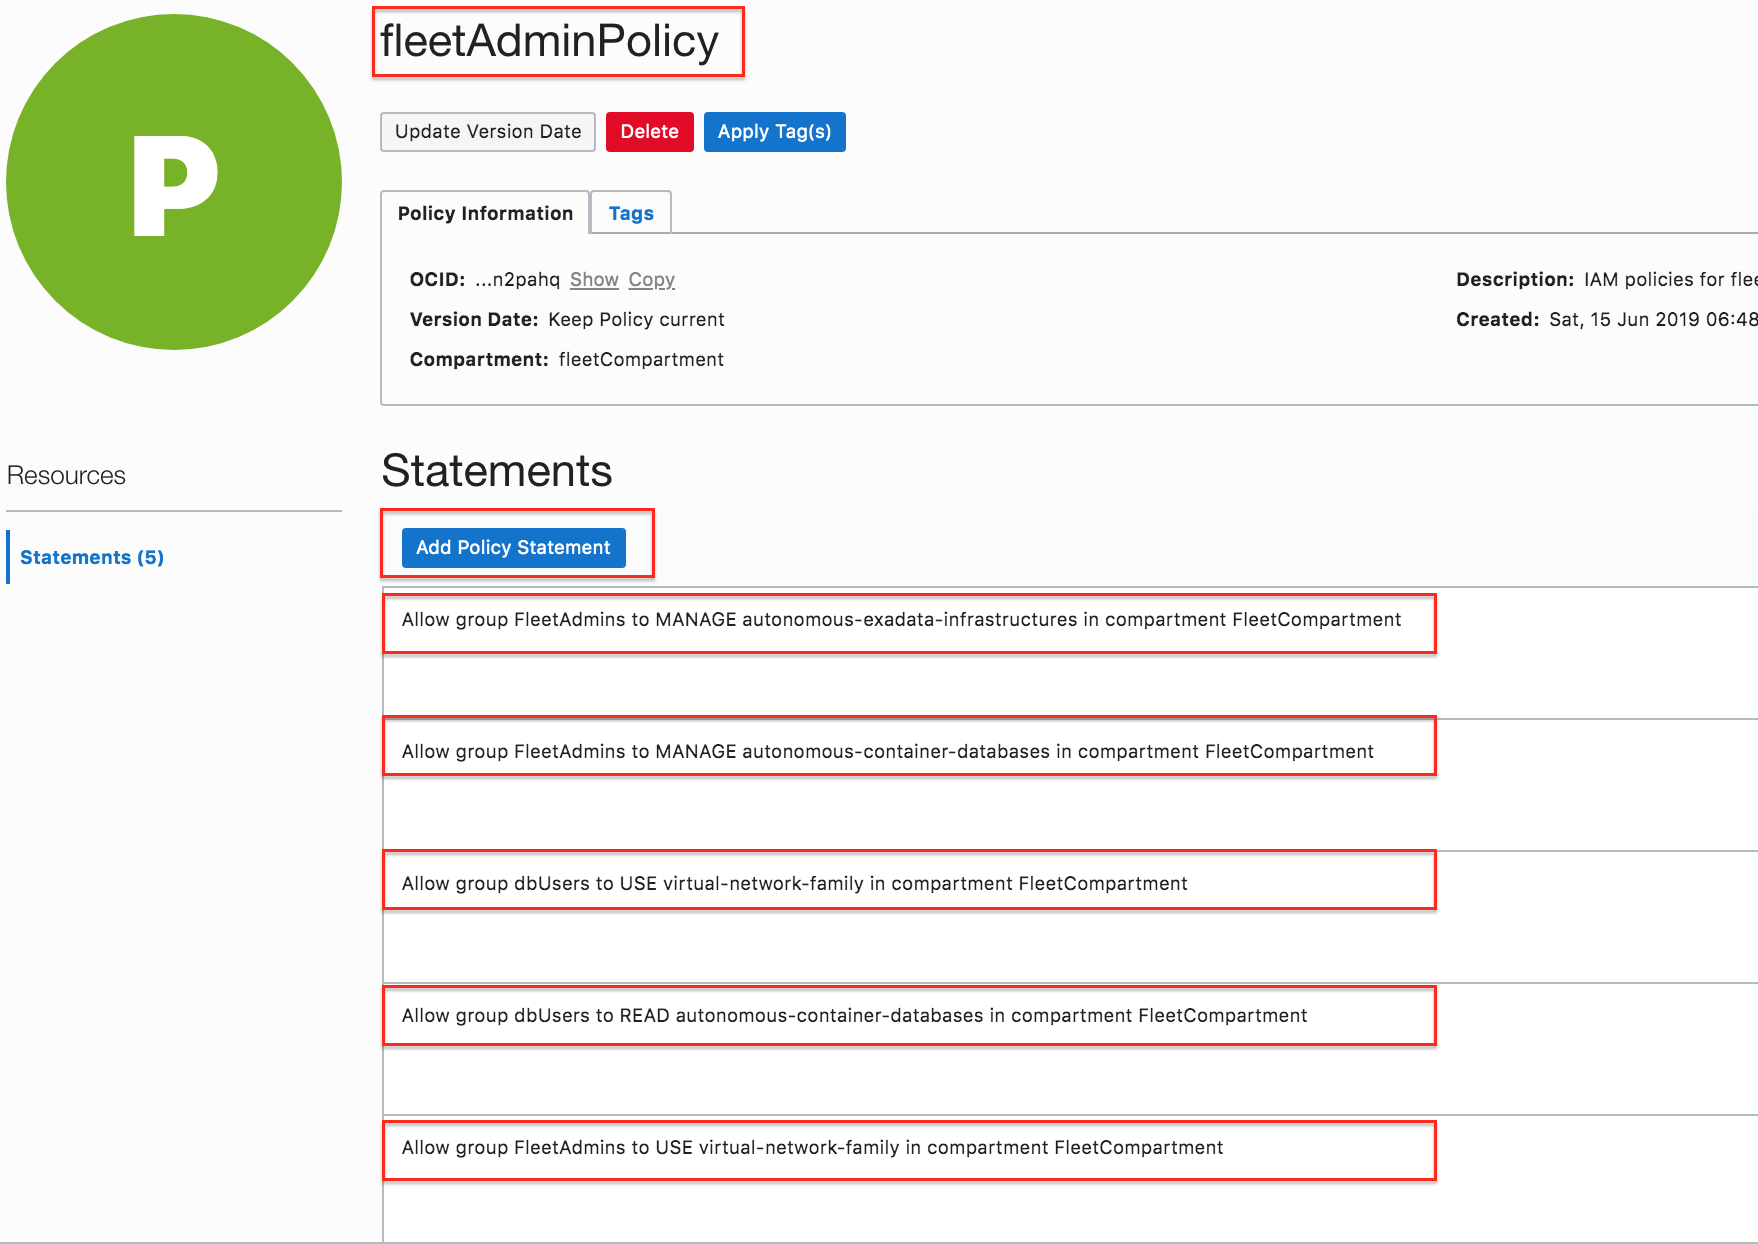 P
fleetAdminPolicy
Update Version Date Delete Apply Tag(s)
Policy Information Tags
OCID: ...n2pahq Show Copy
Description: IAM policies for flee
Version Date: Keep Policy current
Created: Sat, 15 Jun 2019 06:48
Compartment: fleetCompartment
Resources
Statements (5)
Statements
Add Policy Statement
Allow group FleetAdmins to MANAGE autonomous-exadata-infrastructures in compartment FleetCompartment
Allow group FleetAdmins to MANAGE autonomous-container-databases in compartment FleetCompartment
Allow group dbUsers to USE virtual-network-family in compartment FleetCompartment
Allow group dbUsers to READ autonomous-container-databases in compartment FleetCompartment
Allow group FleetAdmins to USE virtual-network-family in compartment FleetCompartment